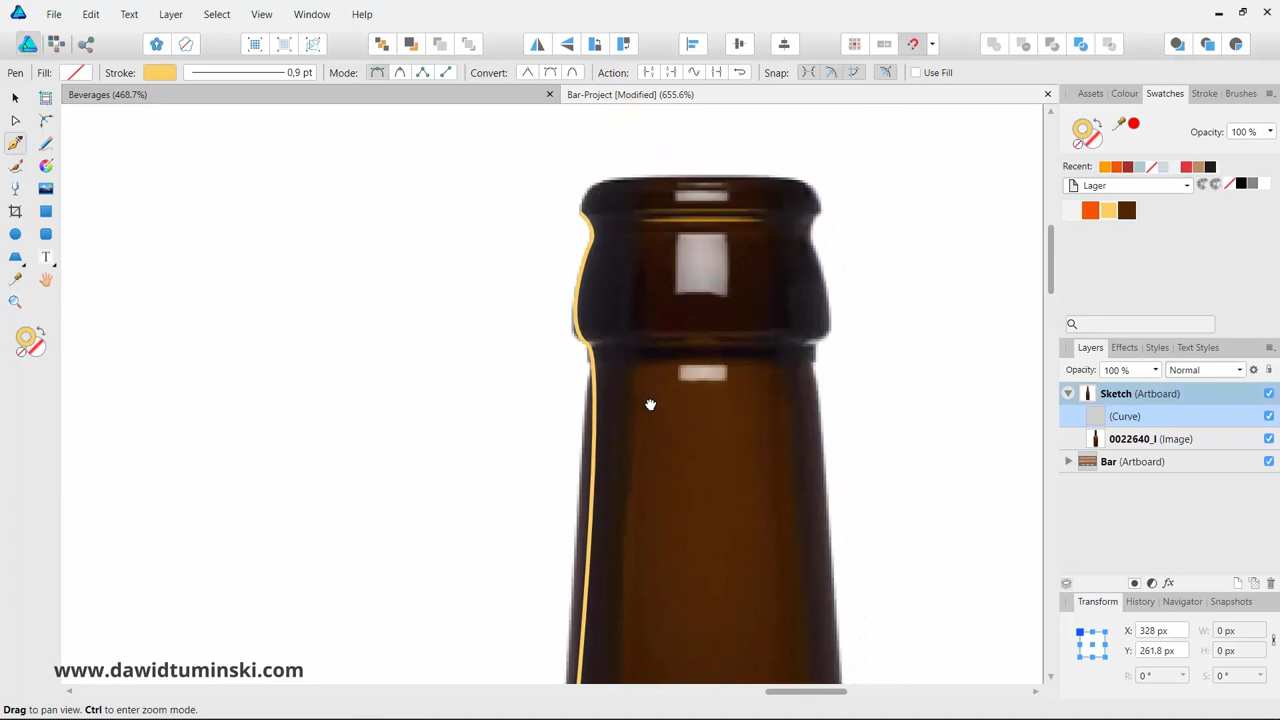 File Edit Text Layer Select View Window Help
Pen Fill: Stroke: 0,9 pt Mode: Convert: Action: Snap: Use Fill
Beverages (468.7%) Bar-Project [Modified] (655.6%)
Assets Colour Swatches Stroke Brushes
Opacity: 100 %
Recent:
Lager
Layers Effects Styles Text Styles
Opacity: 100 % Normal
Sketch (Artboard)
(Curve)
0022640_l (Image)
Bar (Artboard)
Transform History Navigator Snapshots
X: 328 px W: 0 px
Y: 261.8 px H: 0 px
R: 0 ° S: 0 °
www.dawidtuminski.com
Drag to pan view. Ctrl to enter zoom mode.